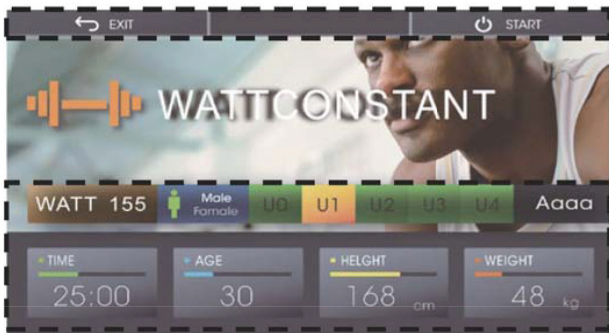 EXIT START
WATTCONSTANT
WATT 155 Male Famale U0 U1 U2 U3 U4 Aaaa
TIME AGE HELGHT WEIGHT
25:00 30 168 cm 48 kg